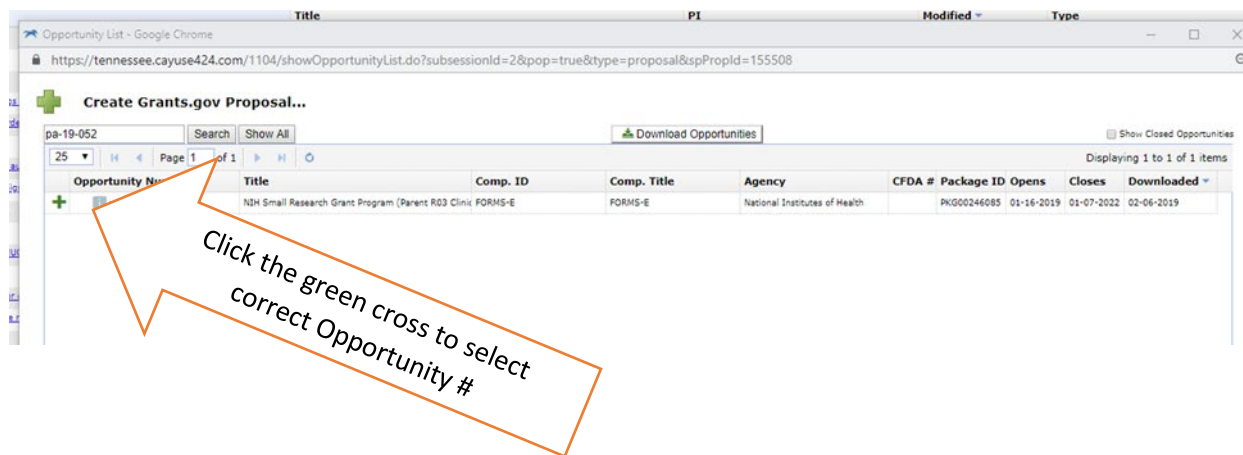 Title PI Modified Type
Opportunity List - Google Chrome
https://tennessee.cayuse424.com/1104/showOpportunityList.do?subsessionId=2&pop=true&type=proposal&spPropId=155508
Create Grants.gov Proposal...
pa-19-052 Search Show All Download Opportunities Show Closed Opportunities
25 Page 1 of 1 Displaying 1 to 1 of 1 items
Opportunity Nu Title Comp. ID Comp. Title Agency CFDA # Package ID Opens Closes Downloaded
NIH Small Research Grant Program (Parent R03 Clinic FORMS-E FORMS-E National Institutes of Health PKG00246085 01-16-2019 01-07-2022 02-06-2019
Click the green cross to select
correct Opportunity #